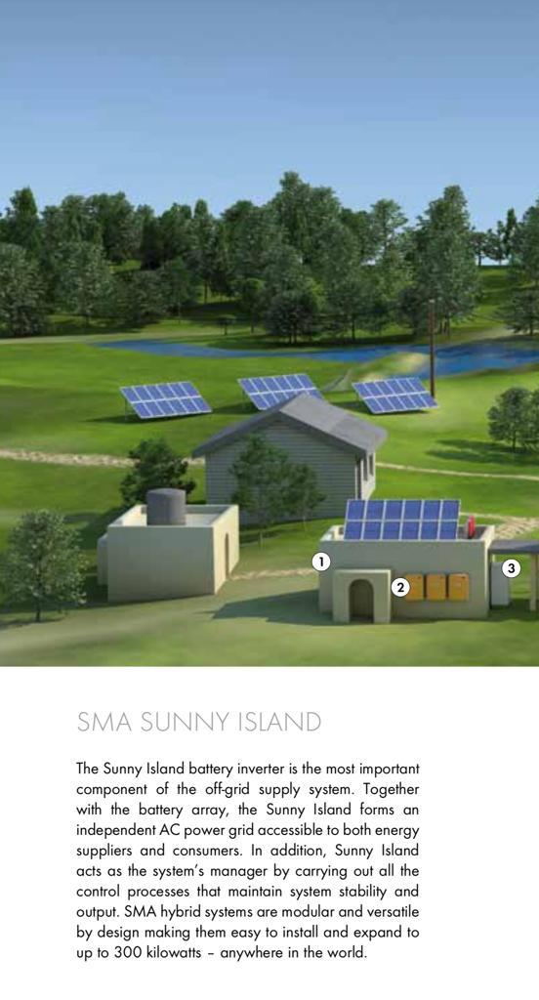 1
2
3
SMA SUNNY ISLAND
The Sunny Island battery inverter is the most important
component of the off-grid supply system. Together
with the battery array, the Sunny Island forms an
independent AC power grid accessible to both energy
suppliers and consumers. In addition, Sunny Island
acts as the system's manager by carrying out all the
control processes that maintain system stability and
output. SMA hybrid systems are modular and versatile
by design making them easy to install and expand to
up to 300 kilowatts – anywhere in the world.